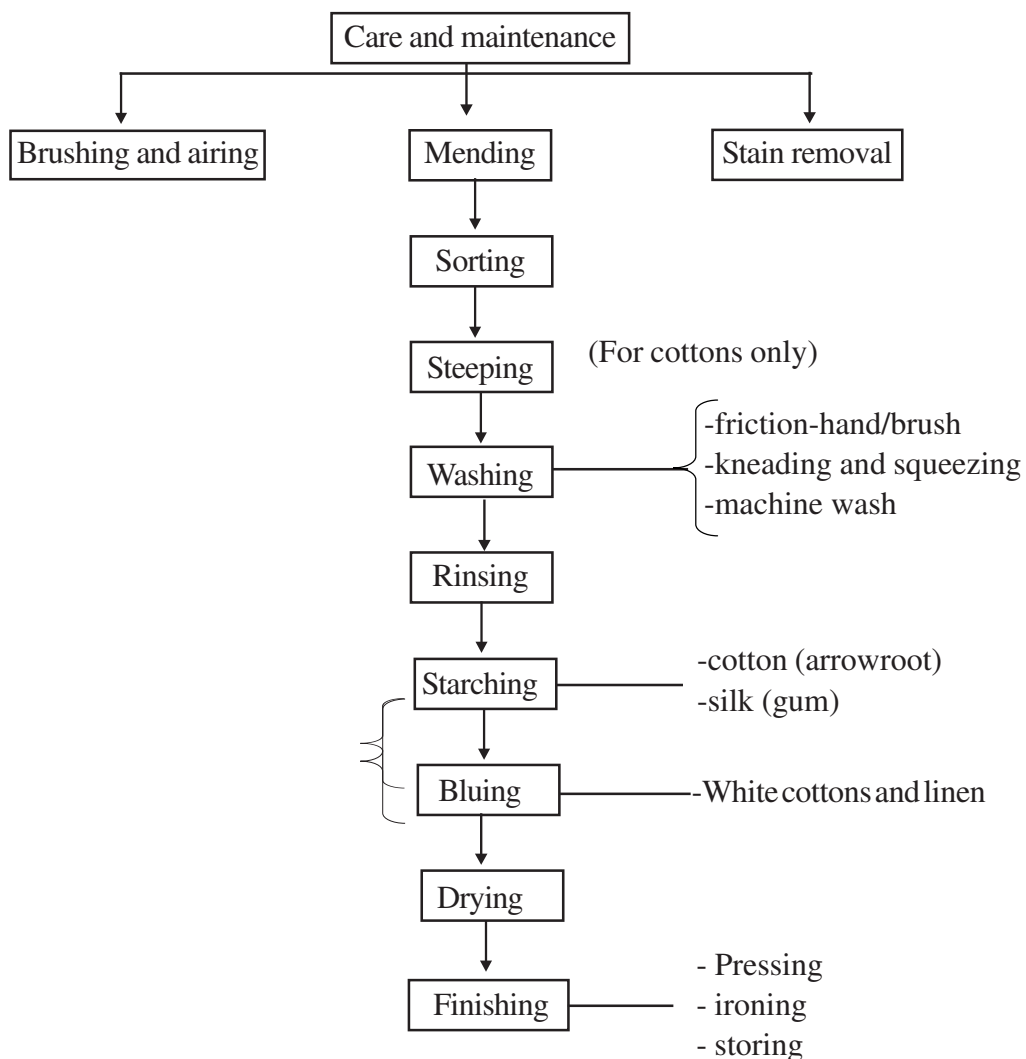 Care and maintenance
Brushing and airing
Mending
Stain removal
Sorting
Steeping
(For cottons only)
Washing
-friction-hand/brush
-kneading and squeezing
-machine wash
Rinsing
Starching
-cotton (arrowroot)
-silk (gum)
Bluing
-White cottons and linen
Drying
Finishing
- Pressing
- ironing
- storing